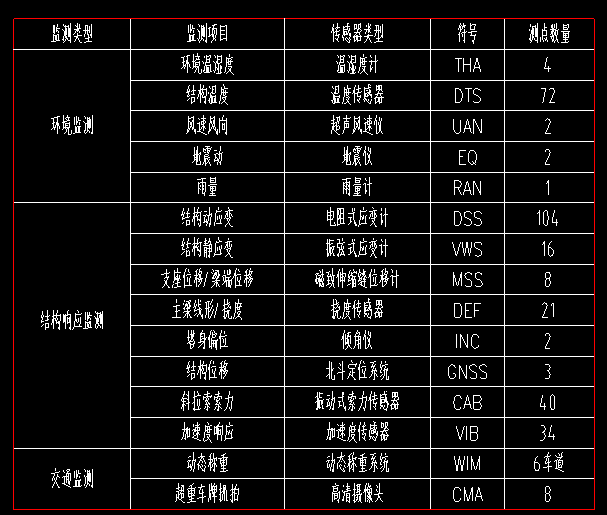 监测类型 监测项目 传感器类型 符号 测点数量
环境监测
环境温湿度 温湿度计 THA 4
结构温度 温度传感器 DTS 72
风速风向 超声风速仪 UAN 2
地震动 地震仪 EQ 2
雨量 雨量计 RAN 1
结构响应监测
结构动应变 电阻式应变计 DSS 104
结构静应变 振弦式应变计 VWS 16
支座位移/梁端位移 磁致伸缩缝位移计 MSS 8
主梁线形/挠度 挠度传感器 DEF 21
塔身偏位 倾角仪 INC 2
结构位移 北斗定位系统 GNSS 3
斜拉索索力 振动式索力传感器 CAB 40
加速度响应 加速度传感器 VIB 34
交通监测
动态称重 动态称重系统 WIM 6车道
超重车牌抓拍 高清摄像头 CMA 8